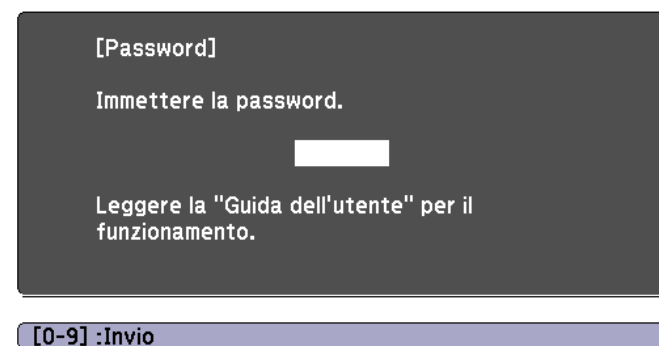 [Password]
Immettere la password.
Leggere la "Guida dell'utente" per il
funzionamento.
[0-9] :Invio